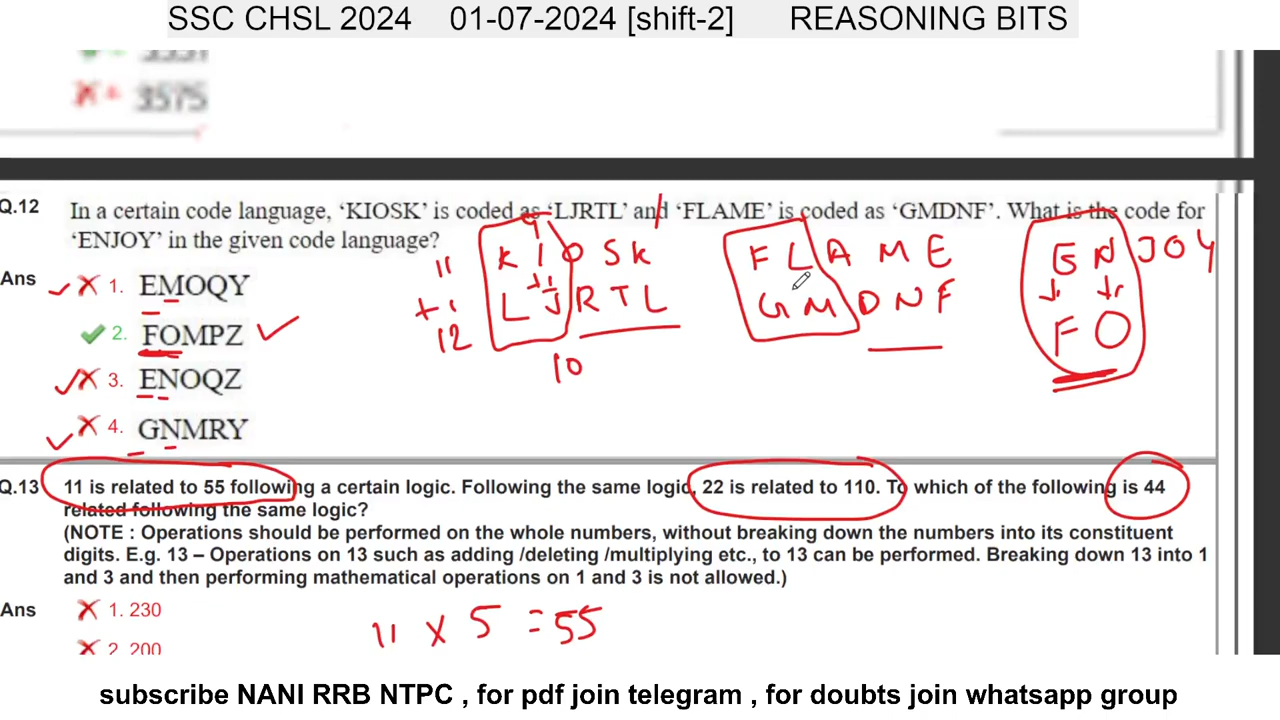 SSC CHSL 2024 01-07-2024 [shift-2] REASONING BITS
3575
Q.12 In a certain code language, ‘KIOSK’ is coded as ‘LJRTL’ and ‘FLAME’ is coded as ‘GMDNF’. What is the code for
‘ENJOY’ in the given code language?
Ans 1. EMOQY
2. FOMPZ
3. ENOQZ
4. GNMRY
11 K I O S K F L A M E E N J O Y
+1 +1 L J R T L G M D N F F O
12
10
Q.13 11 is related to 55 following a certain logic. Following the same logic, 22 is related to 110. To which of the following is 44
related following the same logic?
(NOTE : Operations should be performed on the whole numbers, without breaking down the numbers into its constituent
digits. E.g. 13 – Operations on 13 such as adding /deleting /multiplying etc., to 13 can be performed. Breaking down 13 into 1
and 3 and then performing mathematical operations on 1 and 3 is not allowed.)
Ans 1. 230
2. 200
11 x 5 = 55
subscribe NANI RRB NTPC , for pdf join telegram , for doubts join whatsapp group